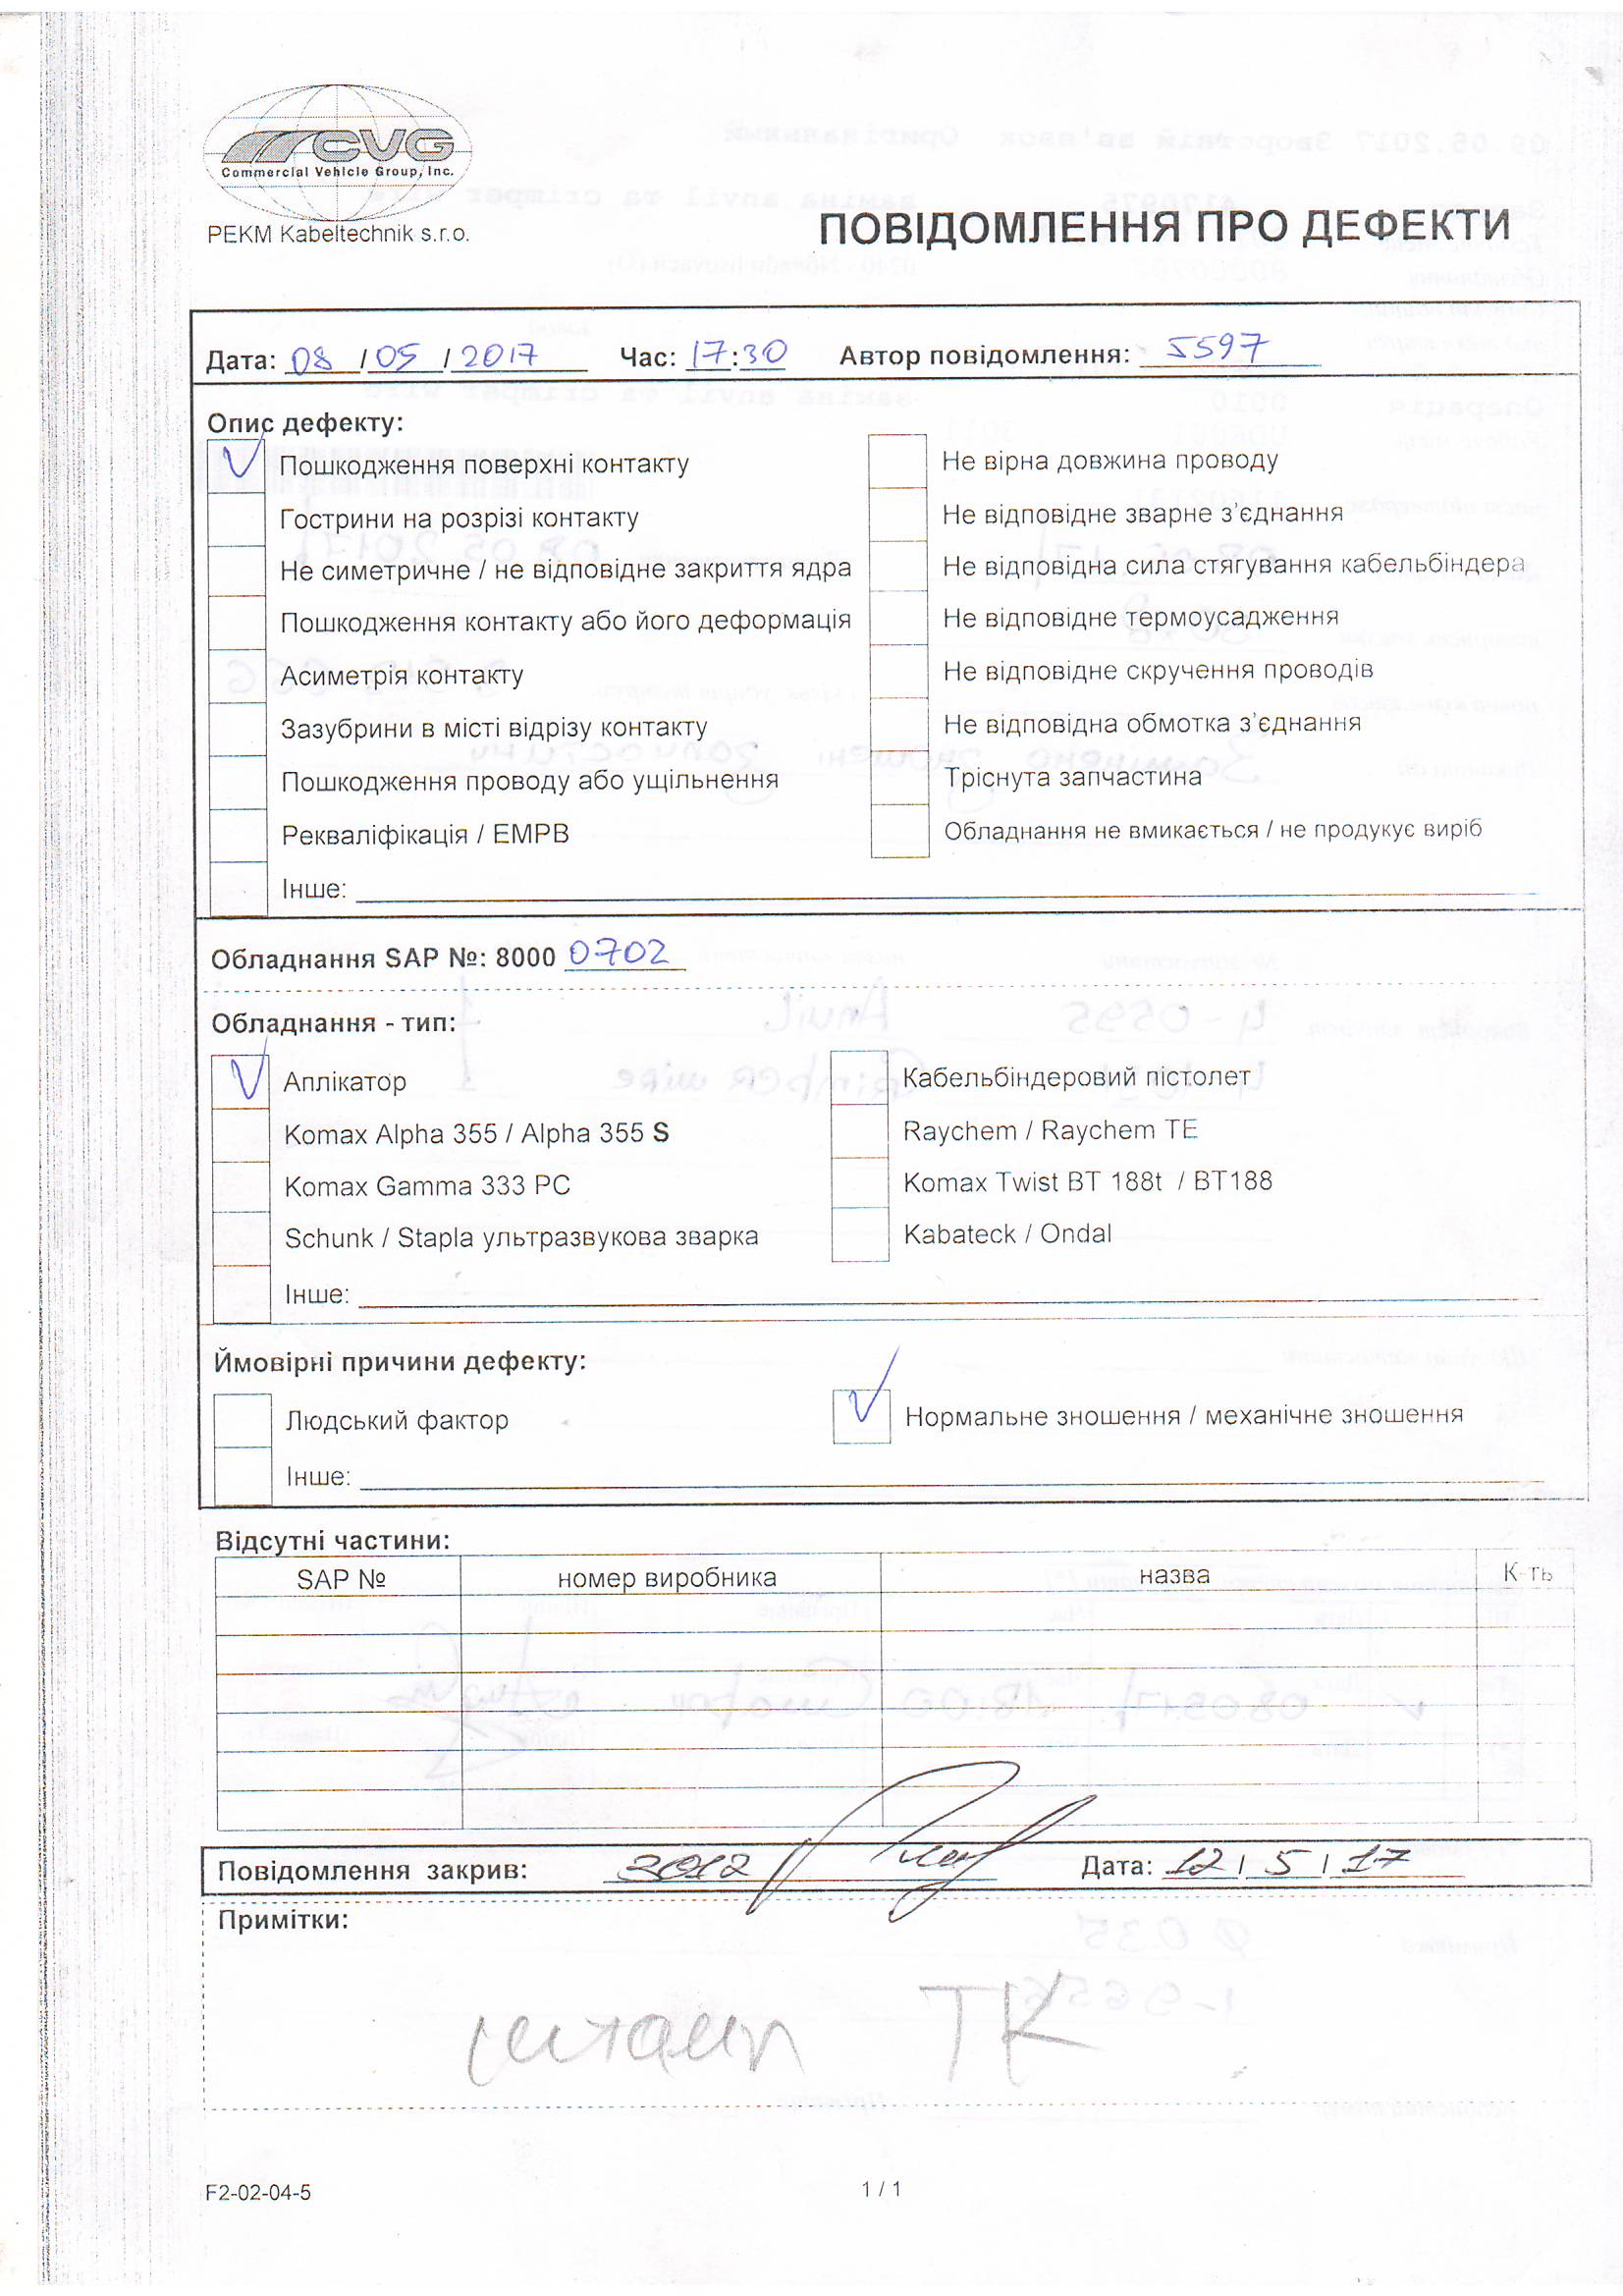 CVG
Commercial Vehicle Group, Inc.
PEKM Kabeltechnik s.r.o.
ПОВІДОМЛЕННЯ ПРО ДЕФЕКТИ
Дата: 08 / 05 / 2017 Час: 17:30 Автор повідомлення: 5597
Опис дефекту:
Пошкодження поверхні контакту Не вірна довжина проводу
Гострини на розрізі контакту Не відповідне зварне з’єднання
Не симетричне / не відповідне закриття ядра Не відповідна сила стягування кабельбіндера
Пошкодження контакту або його деформація Не відповідне термоусадження
Асиметрія контакту Не відповідне скручення проводів
Зазубрини в місті відрізу контакту Не відповідна обмотка з’єднання
Пошкодження проводу або ущільнення Тріснута запчастина
Рекваліфікація / EMPB Обладнання не вмикається / не продукує виріб
Інше:
Обладнання SAP №: 8000 0702
Обладнання - тип:
Аплікатор Кабельбіндеровий пістолет
Komax Alpha 355 / Alpha 355 S Raychem / Raychem TE
Komax Gamma 333 PC Komax Twist BT 188t / BT188
Schunk / Stapla ультразвукова зварка Kabateck / Ondal
Інше:
Ймовірні причини дефекту:
Людський фактор Нормальне зношення / механічне зношення
Інше:
Відсутні частини:
SAP № номер виробника назва К-ть
Повідомлення закрив: 3012 Дата: 12 / 5 / 17
Примітки:
штамп ТК
F2-02-04-5 1 / 1